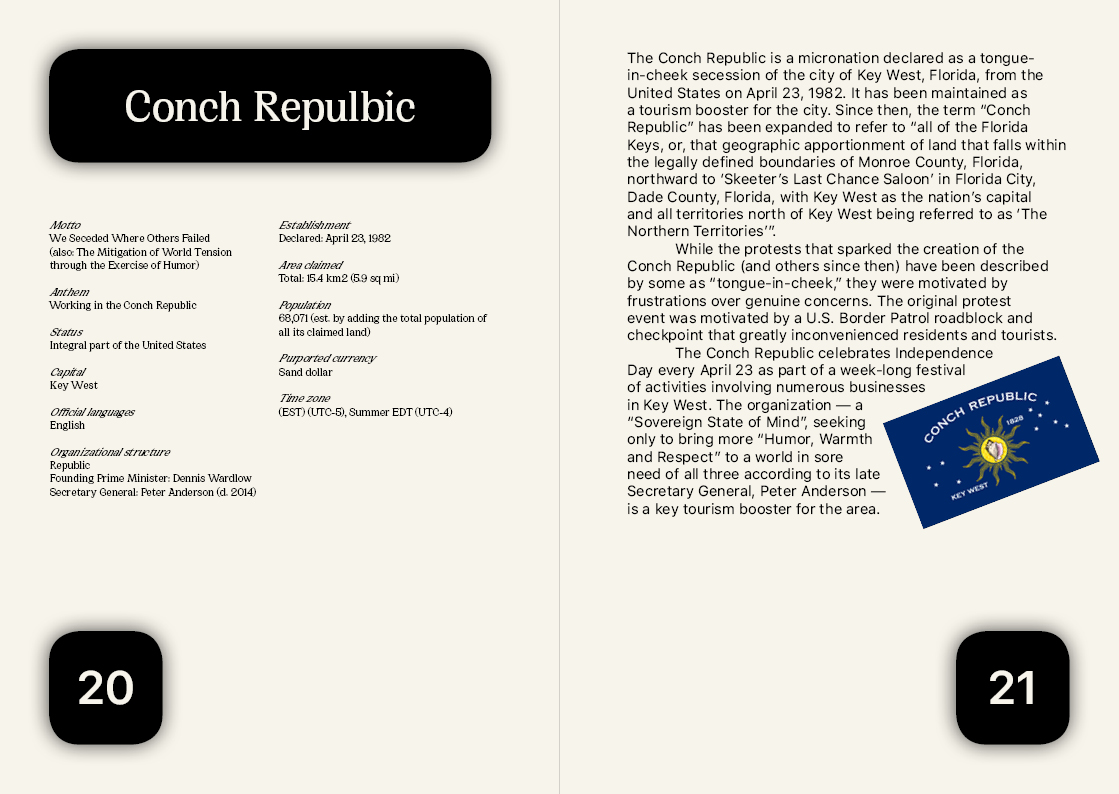 Conch Repulbic
Motto
We Seceded Where Others Failed
(also: The Mitigation of World Tension
through the Exercise of Humor)
Anthem
Working in the Conch Republic
Status
Integral part of the United States
Capital
Key West
Official languages
English
Organizational structure
Republic
Founding Prime Minister: Dennis Wardlow
Secretary General: Peter Anderson (d. 2014)
Establishment
Declared: April 23, 1982
Area claimed
Total: 15.4 km2 (5.9 sq mi)
Population
68,071 (est. by adding the total population of
all its claimed land)
Purported currency
Sand dollar
Time zone
(EST) (UTC-5), Summer EDT (UTC-4)
20
The Conch Republic is a micronation declared as a tongue-
in-cheek secession of the city of Key West, Florida, from the
United States on April 23, 1982. It has been maintained as
a tourism booster for the city. Since then, the term “Conch
Republic” has been expanded to refer to “all of the Florida
Keys, or, that geographic apportionment of land that falls within
the legally defined boundaries of Monroe County, Florida,
northward to ‘Skeeter’s Last Chance Saloon’ in Florida City,
Dade County, Florida, with Key West as the nation’s capital
and all territories north of Key West being referred to as ‘The
Northern Territories’”.
While the protests that sparked the creation of the
Conch Republic (and others since then) have been described
by some as “tongue-in-cheek,” they were motivated by
frustrations over genuine concerns. The original protest
event was motivated by a U.S. Border Patrol roadblock and
checkpoint that greatly inconvenienced residents and tourists.
The Conch Republic celebrates Independence
Day every April 23 as part of a week-long festival
of activities involving numerous businesses
in Key West. The organization — a
“Sovereign State of Mind”, seeking
only to bring more “Humor, Warmth
and Respect” to a world in sore
need of all three according to its late
Secretary General, Peter Anderson —
is a key tourism booster for the area.
CONCH REPUBLIC
1828
KEY WEST
21